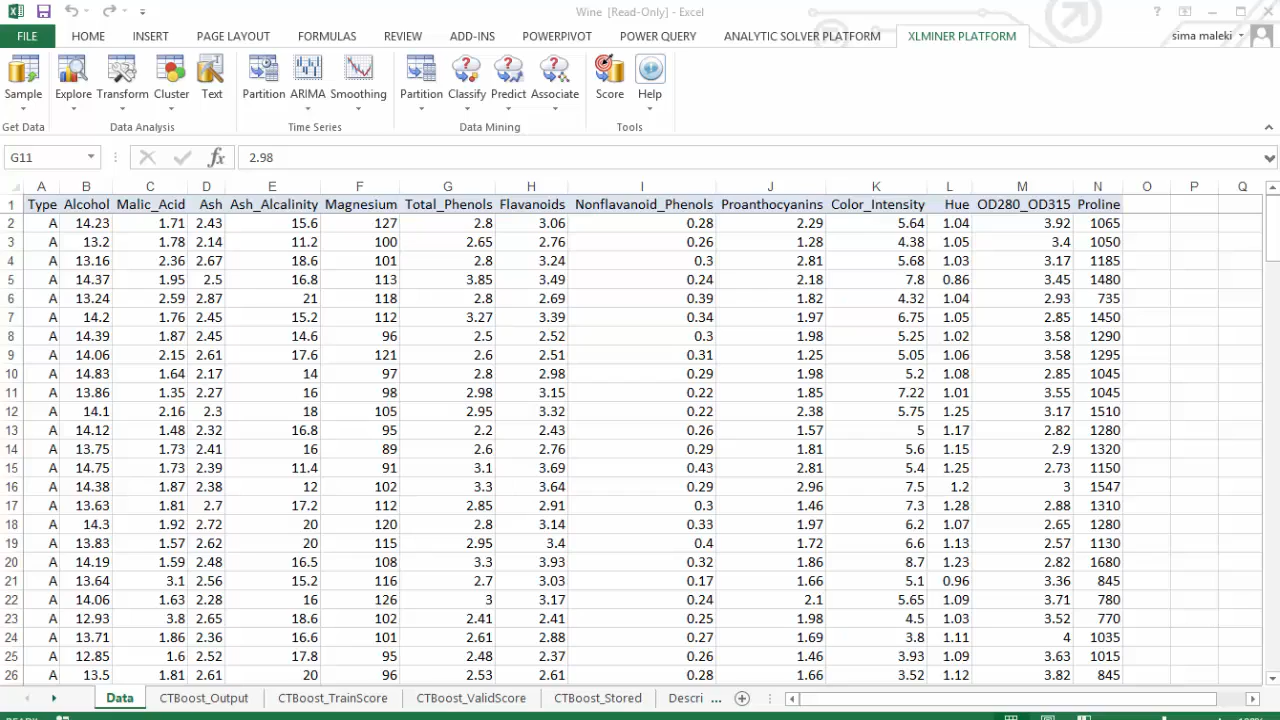 Wine [Read-Only] - Excel
FILE HOME INSERT PAGE LAYOUT FORMULAS REVIEW ADD-INS POWERPIVOT POWER QUERY ANALYTIC SOLVER PLATFORM XLMINER PLATFORM sima maleki
Sample Explore Transform Cluster Text Partition ARIMA Smoothing Partition Classify Predict Associate Score Help
Get Data Data Analysis Time Series Data Mining Tools
G11 fx 2.98
A B C D E F G H I J K L M N O P Q
1 Type Alcohol Malic_Acid Ash Ash_Alcalinity Magnesium Total_Phenols Flavanoids Nonflavanoid_Phenols Proanthocyanins Color_Intensity Hue OD280_OD315 Proline
2 A 14.23 1.71 2.43 15.6 127 2.8 3.06 0.28 2.29 5.64 1.04 3.92 1065
3 A 13.2 1.78 2.14 11.2 100 2.65 2.76 0.26 1.28 4.38 1.05 3.4 1050
4 A 13.16 2.36 2.67 18.6 101 2.8 3.24 0.3 2.81 5.68 1.03 3.17 1185
5 A 14.37 1.95 2.5 16.8 113 3.85 3.49 0.24 2.18 7.8 0.86 3.45 1480
6 A 13.24 2.59 2.87 21 118 2.8 2.69 0.39 1.82 4.32 1.04 2.93 735
7 A 14.2 1.76 2.45 15.2 112 3.27 3.39 0.34 1.97 6.75 1.05 2.85 1450
8 A 14.39 1.87 2.45 14.6 96 2.5 2.52 0.3 1.98 5.25 1.02 3.58 1290
9 A 14.06 2.15 2.61 17.6 121 2.6 2.51 0.31 1.25 5.05 1.06 3.58 1295
10 A 14.83 1.64 2.17 14 97 2.8 2.98 0.29 1.98 5.2 1.08 2.85 1045
11 A 13.86 1.35 2.27 16 98 2.98 3.15 0.22 1.85 7.22 1.01 3.55 1045
12 A 14.1 2.16 2.3 18 105 2.95 3.32 0.22 2.38 5.75 1.25 3.17 1510
13 A 14.12 1.48 2.32 16.8 95 2.2 2.43 0.26 1.57 5 1.17 2.82 1280
14 A 13.75 1.73 2.41 16 89 2.6 2.76 0.29 1.81 5.6 1.15 2.9 1320
15 A 14.75 1.73 2.39 11.4 91 3.1 3.69 0.43 2.81 5.4 1.25 2.73 1150
16 A 14.38 1.87 2.38 12 102 3.3 3.64 0.29 2.96 7.5 1.2 3 1547
17 A 13.63 1.81 2.7 17.2 112 2.85 2.91 0.3 1.46 7.3 1.28 2.88 1310
18 A 14.3 1.92 2.72 20 120 2.8 3.14 0.33 1.97 6.2 1.07 2.65 1280
19 A 13.83 1.57 2.62 20 115 2.95 3.4 0.4 1.72 6.6 1.13 2.57 1130
20 A 14.19 1.59 2.48 16.5 108 3.3 3.93 0.32 1.86 8.7 1.23 2.82 1680
21 A 13.64 3.1 2.56 15.2 116 2.7 3.03 0.17 1.66 5.1 0.96 3.36 845
22 A 14.06 1.63 2.28 16 126 3 3.17 0.24 2.1 5.65 1.09 3.71 780
23 A 12.93 3.8 2.65 18.6 102 2.41 2.41 0.25 1.98 4.5 1.03 3.52 770
24 A 13.71 1.86 2.36 16.6 101 2.61 2.88 0.27 1.69 3.8 1.11 4 1035
25 A 12.85 1.6 2.52 17.8 95 2.48 2.37 0.26 1.46 3.93 1.09 3.63 1015
26 A 13.5 1.81 2.61 20 96 2.53 2.61 0.28 1.66 3.52 1.12 3.82 845
Data CTBoost_Output CTBoost_TrainScore CTBoost_ValidScore CTBoost_Stored Descri ...